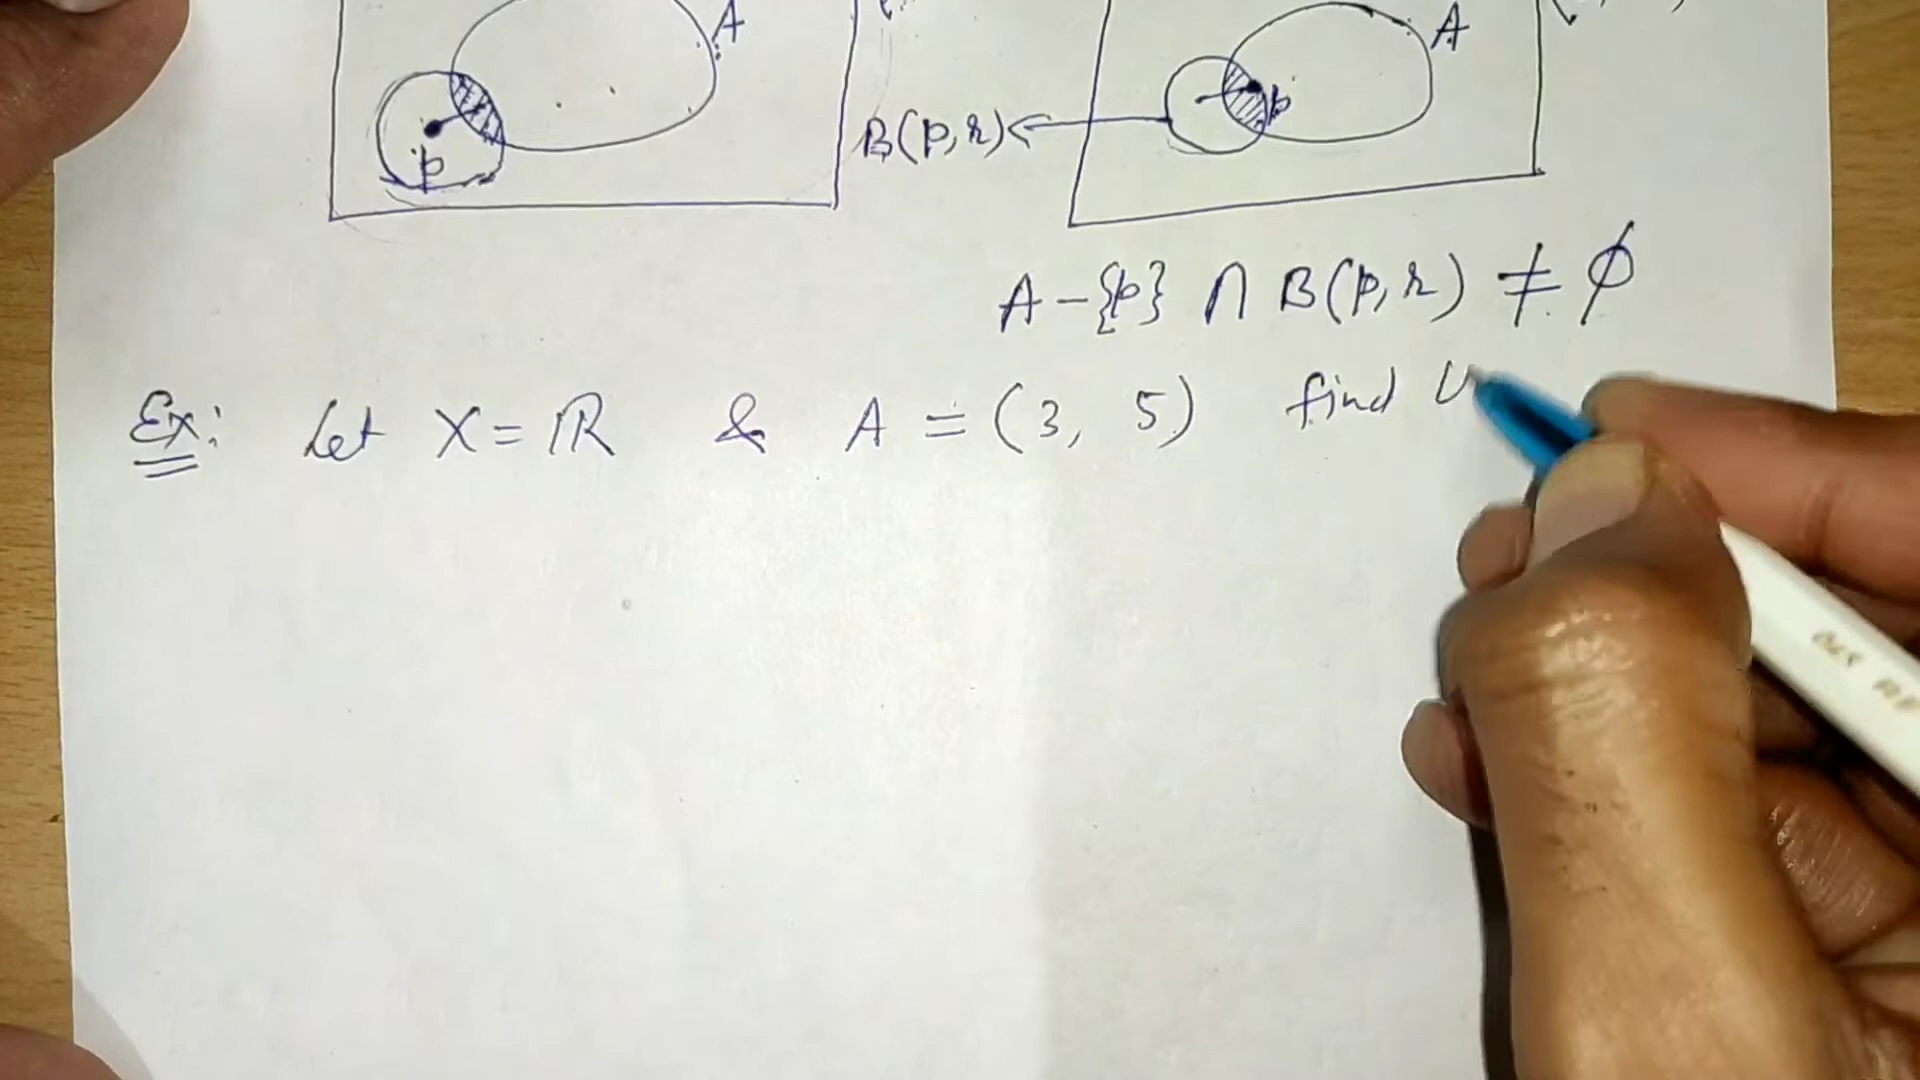 A A
p p
B(p,r)
A - {p} ∩ B(p,r) ≠ ϕ
Ex: Let X = ℝ & A = (3, 5) find